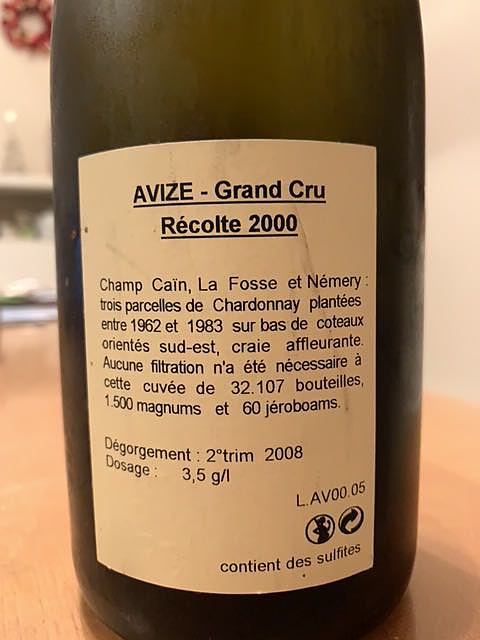 AVIZE - Grand Cru
Récolte 2000
Champ Caïn, La Fosse et Némery :
trois parcelles de Chardonnay plantées
entre 1962 et 1983 sur bas de coteaux
orientés sud-est, craie affleurante.
Aucune filtration n'a été nécessaire à
cette cuvée de 32.107 bouteilles,
1.500 magnums et 60 jéroboams.
Dégorgement : 2°trim 2008
Dosage : 3,5 g/l
L.AV00.05
contient des sulfites